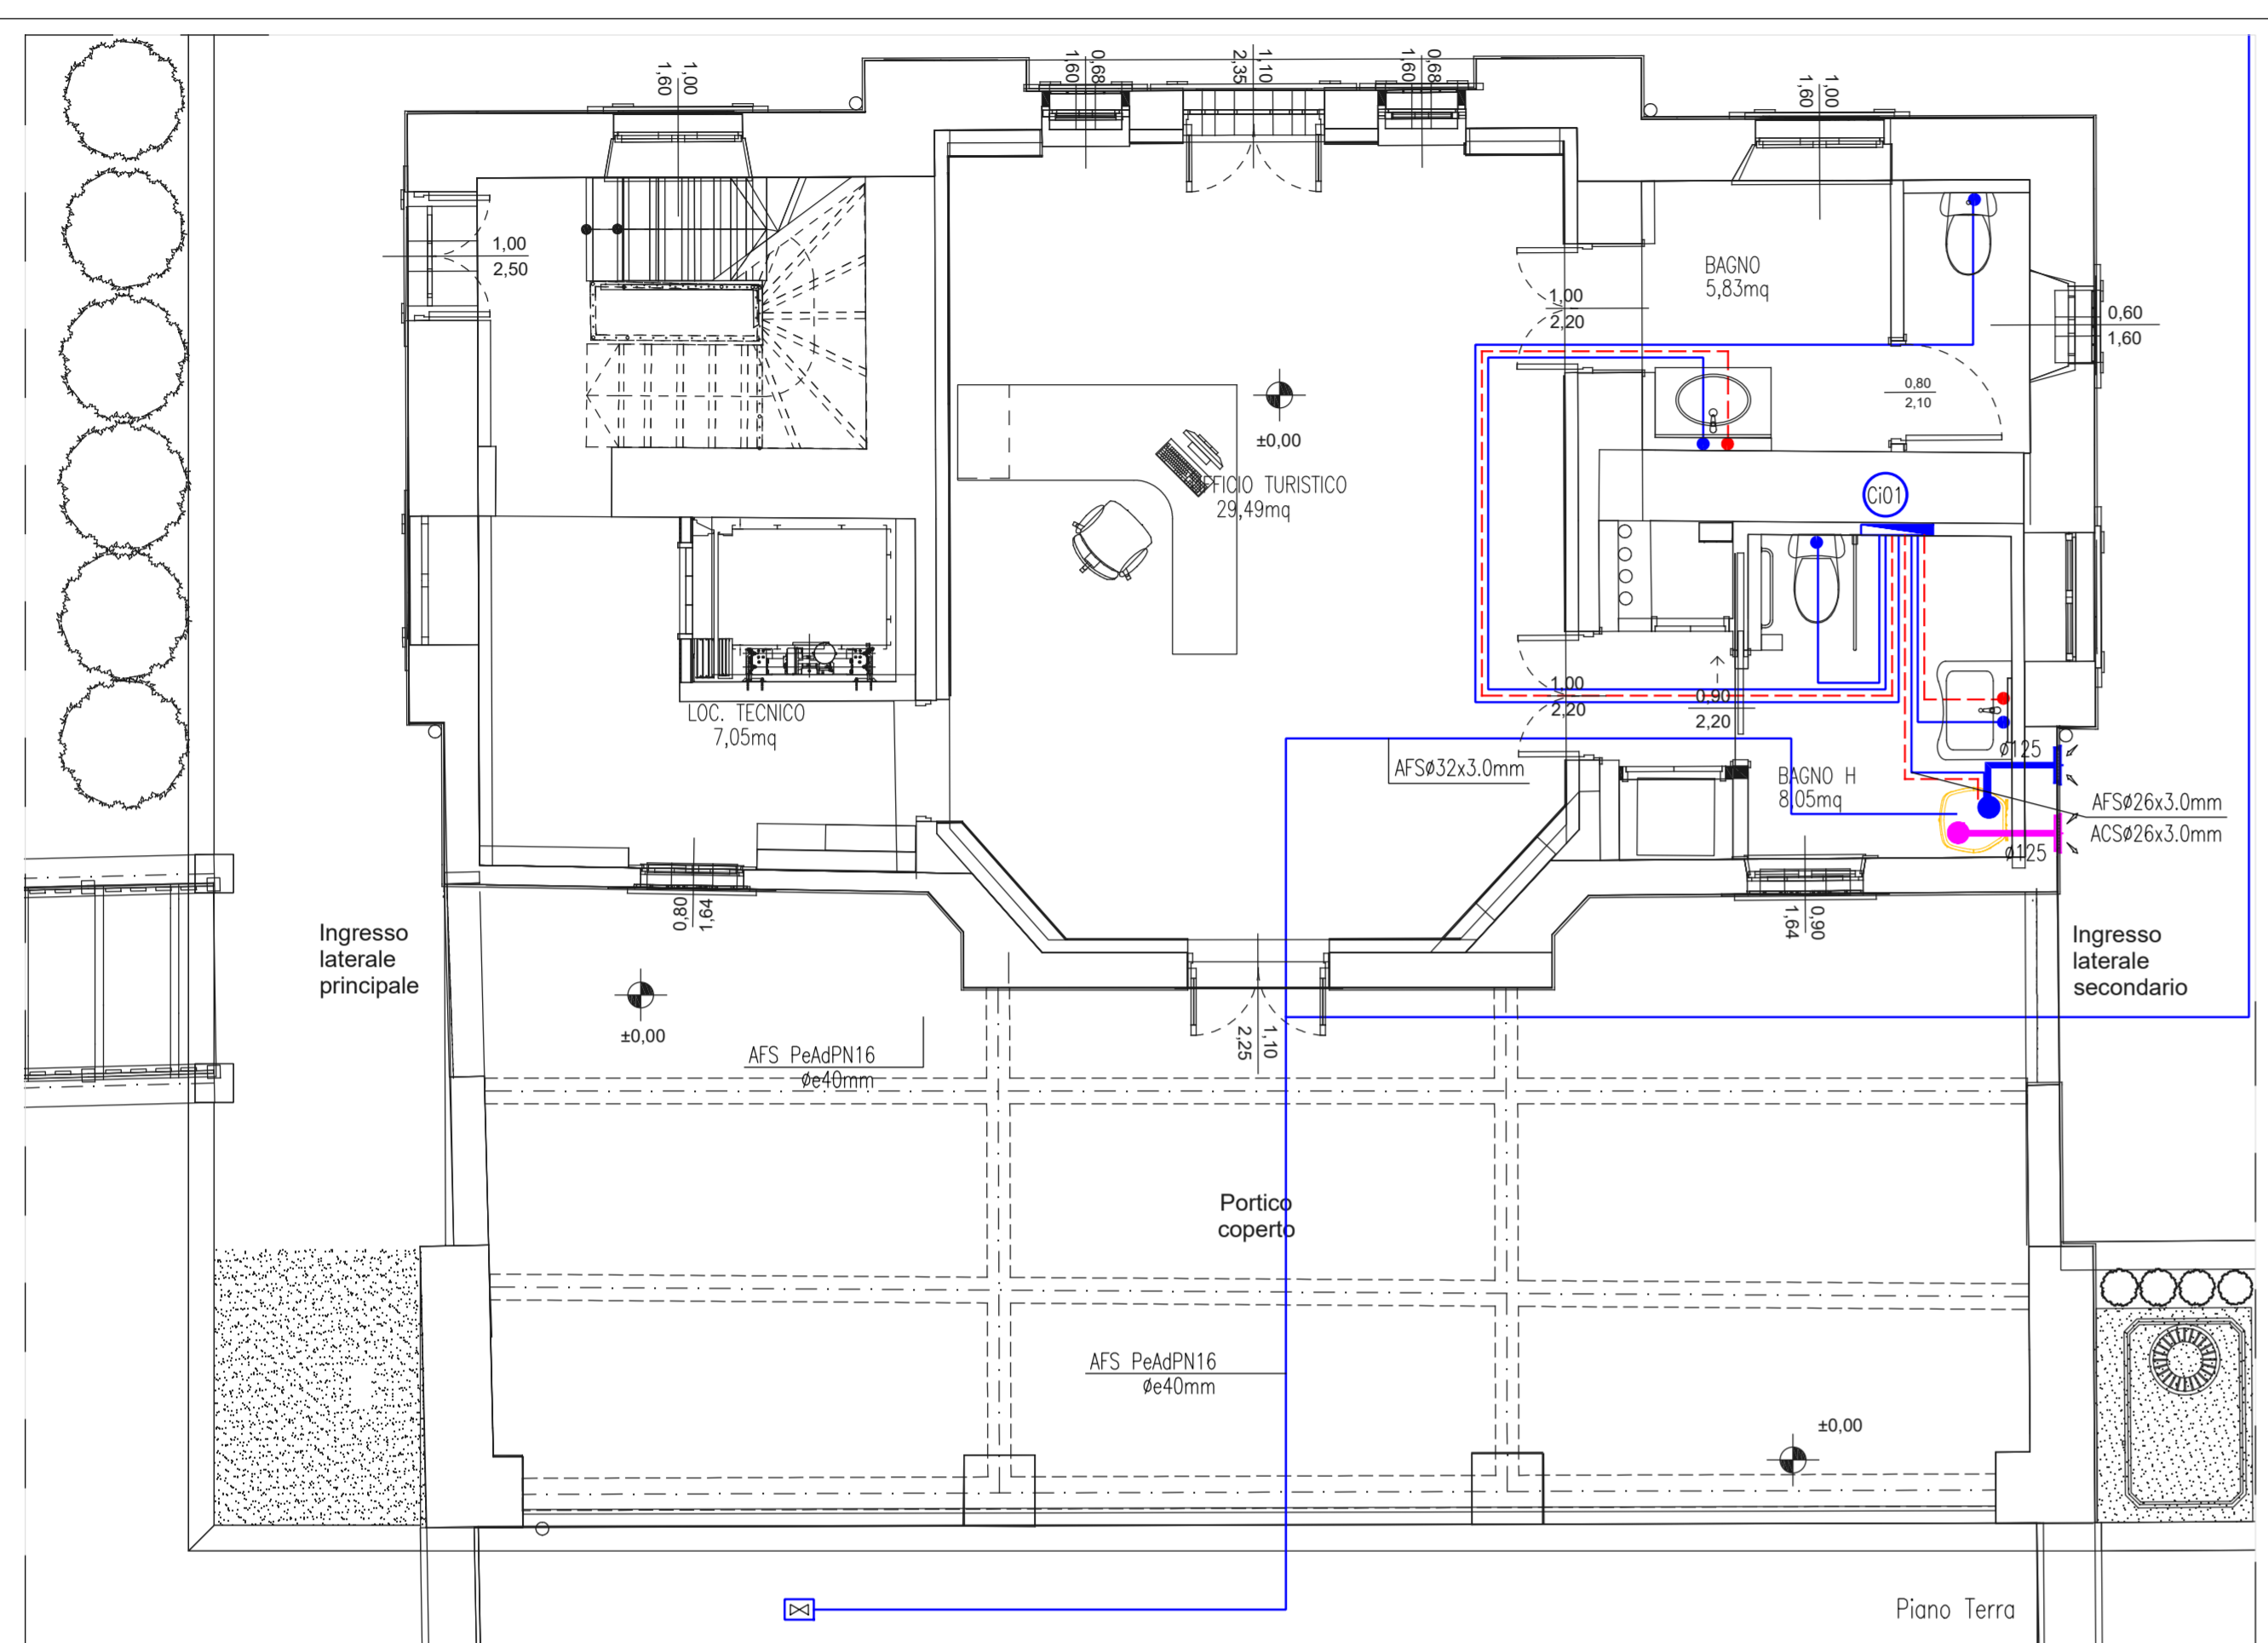 1,00
1,60
0,68
1,60
1,10
2,35
0,68
1,60
1,00
1,60
1,00
2,50
BAGNO
5,83mq
1,00
2,20
0,60
1,60
0,80
2,10
±0,00
FFICIO TURISTICO
29,49mq
Ci01
LOC. TECNICO
7,05mq
1,00
2,20
0,90
2,20
ø125
AFSø32x3.0mm
BAGNO H
8,05mq
AFSø26x3.0mm
ACSø26x3.0mm
ø125
0,80
1,64
0,90
1,64
Ingresso
laterale
principale
Ingresso
laterale
secondario
±0,00
1,10
2,25
AFS PeAdPN16
øe40mm
Portico
coperto
AFS PeAdPN16
øe40mm
±0,00
Piano Terra